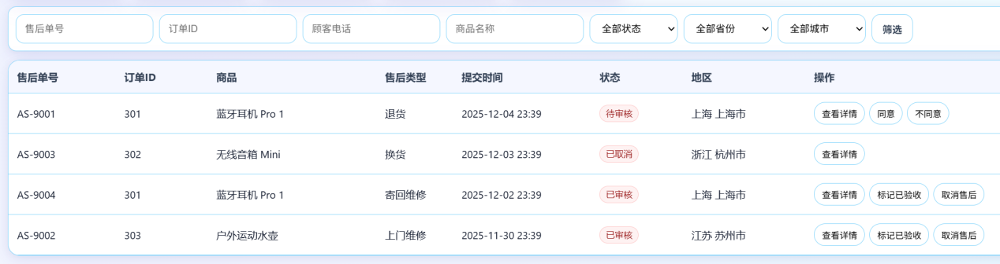 售后单号 订单ID 顾客电话 商品名称 全部状态 全部省份 全部城市 筛选
售后单号 订单ID 商品 售后类型 提交时间 状态 地区 操作
AS-9001 301 蓝牙耳机 Pro 1 退货 2025-12-04 23:39 待审核 上海 上海市 查看详情 同意 不同意
AS-9003 302 无线音箱 Mini 换货 2025-12-03 23:39 已取消 浙江 杭州市 查看详情
AS-9004 301 蓝牙耳机 Pro 1 寄回维修 2025-12-02 23:39 已审核 上海 上海市 查看详情 标记已验收 取消售后
AS-9002 303 户外运动水壶 上门维修 2025-11-30 23:39 已审核 江苏 苏州市 查看详情 标记已验收 取消售后